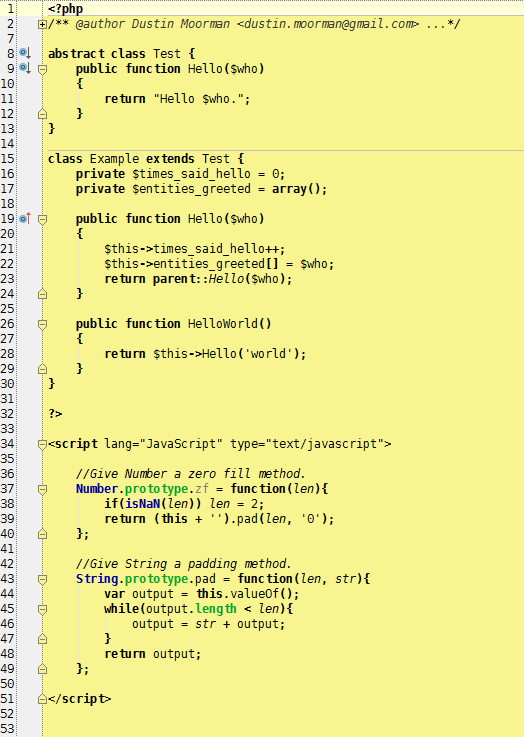 1 <?php
2 /** @author Dustin Moorman <dustin.moorman@gmail.com> ...*/
7
8 abstract class Test {
9     public function Hello($who)
10     {
11         return "Hello $who.";
12     }
13 }
14
15 class Example extends Test {
16     private $times_said_hello = 0;
17     private $entities_greeted = array();
18
19     public function Hello($who)
20     {
21         $this->times_said_hello++;
22         $this->entities_greeted[] = $who;
23         return parent::Hello($who);
24     }
25
26     public function HelloWorld()
27     {
28         return $this->Hello('world');
29     }
30 }
31
32 ?>
33
34 <script lang="JavaScript" type="text/javascript">
35
36     //Give Number a zero fill method.
37     Number.prototype.zf = function(len){
38         if(isNaN(len)) len = 2;
39         return (this + '').pad(len, '0');
40     };
41
42     //Give String a padding method.
43     String.prototype.pad = function(len, str){
44         var output = this.valueOf();
45         while(output.length < len){
46             output = str + output;
47         }
48         return output;
49     };
50
51 </script>
52
53